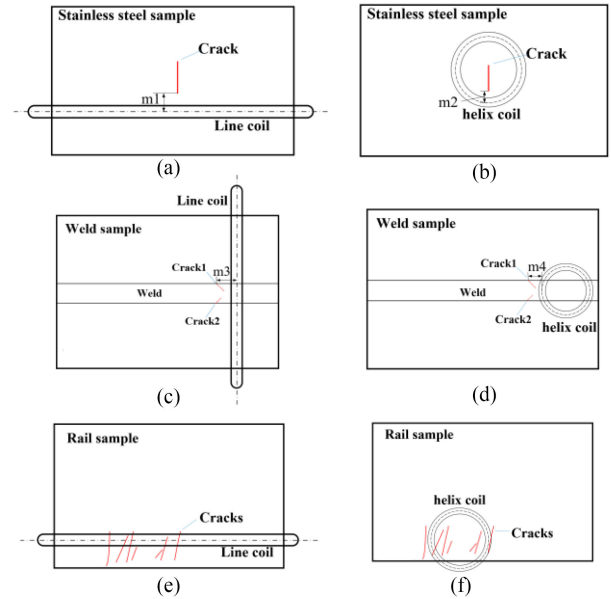 Stainless steel sample
Crack
m1
Line coil
(a)
Stainless steel sample
Crack
m2
helix coil
(b)
Line coil
Weld sample
Crack1
m3
Weld
Crack2
(c)
Weld sample
Crack1
m4
Weld
Crack2
helix coil
(d)
Rail sample
Cracks
Line coil
(e)
Rail sample
helix coil
Cracks
(f)